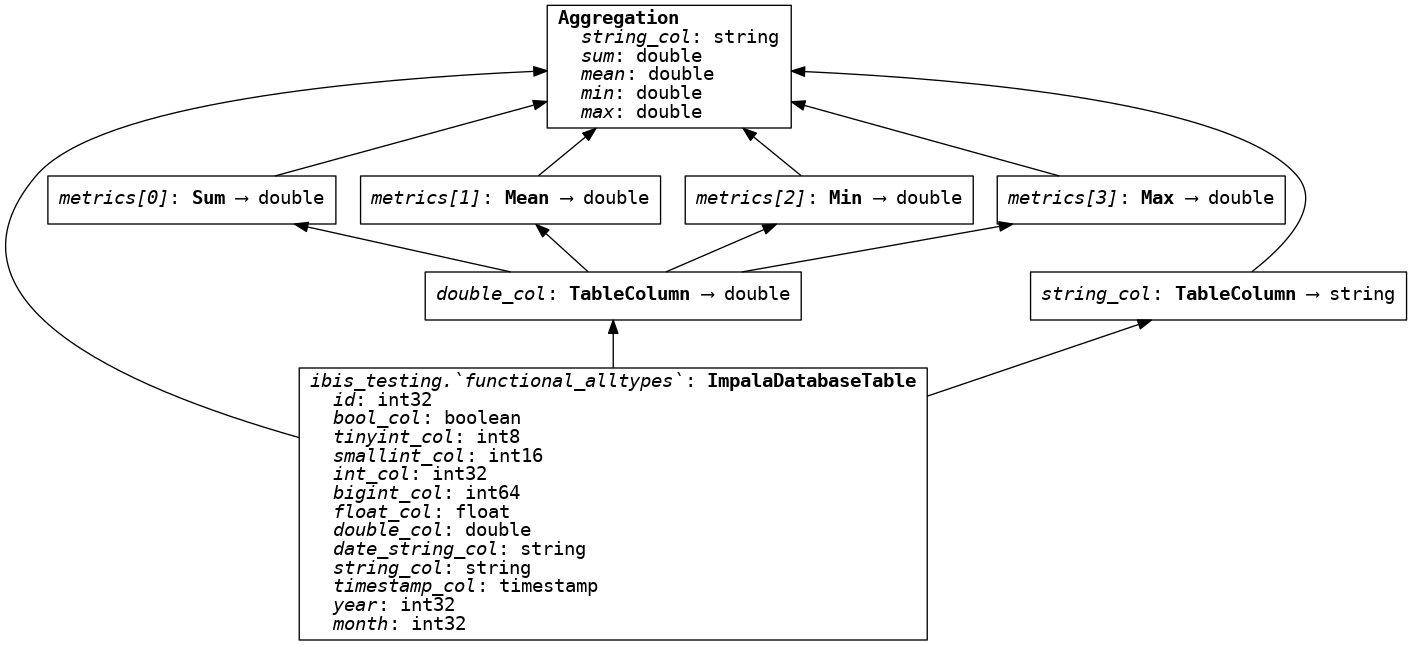 Aggregation
string_col: string
sum: double
mean: double
min: double
max: double
metrics[0]: Sum → double
metrics[1]: Mean → double
metrics[2]: Min → double
metrics[3]: Max → double
double_col: TableColumn → double
string_col: TableColumn → string
ibis_testing.`functional_alltypes`: ImpalaDatabaseTable
id: int32
bool_col: boolean
tinyint_col: int8
smallint_col: int16
int_col: int32
bigint_col: int64
float_col: float
double_col: double
date_string_col: string
string_col: string
timestamp_col: timestamp
year: int32
month: int32